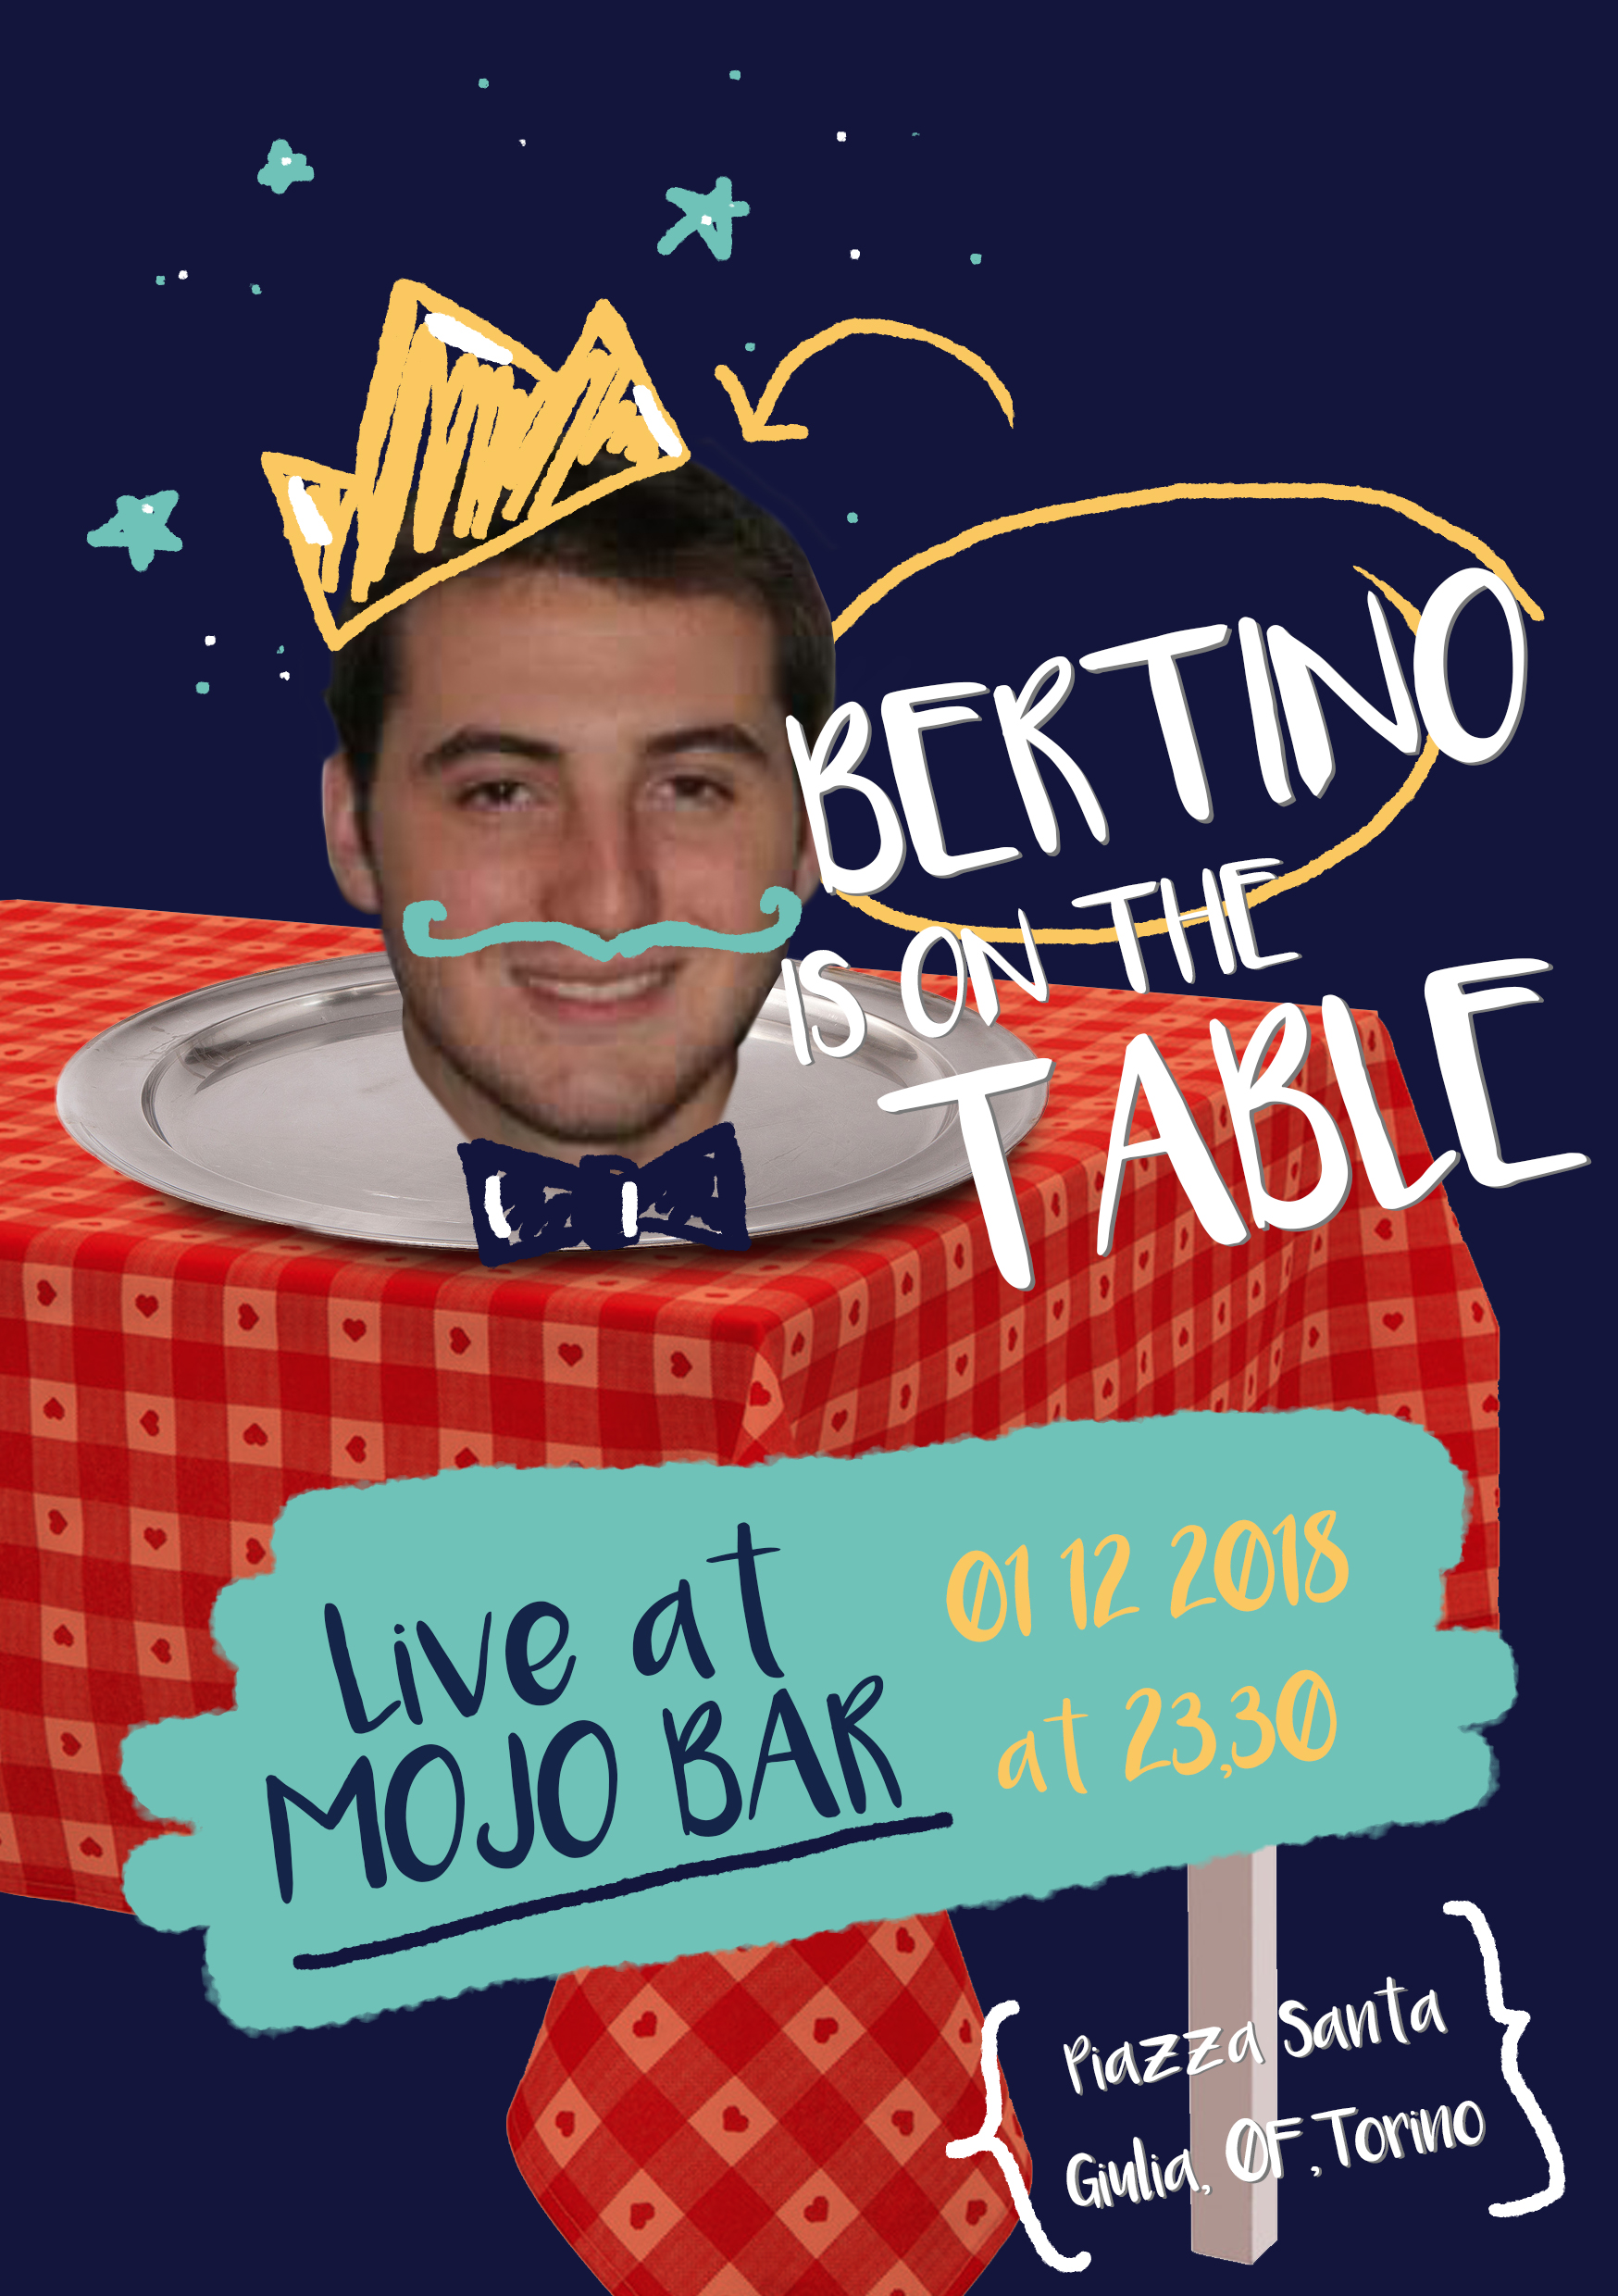 BERTINO
IS ON THE
TABLE
Live at
MOJO BAR
01 12 2018
at 23,30
Piazza Santa
Giulia, 0F, Torino